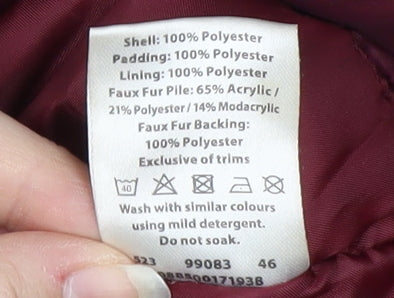 Shell: 100% Polyester
Padding: 100% Polyester
Lining: 100% Polyester
Faux Fur Pile: 65% Acrylic /
21% Polyester / 14% Modacrylic
Faux Fur Backing:
100% Polyester
Exclusive of trims
40
Wash with similar colours
using mild detergent.
Do not soak.
523 99083 46